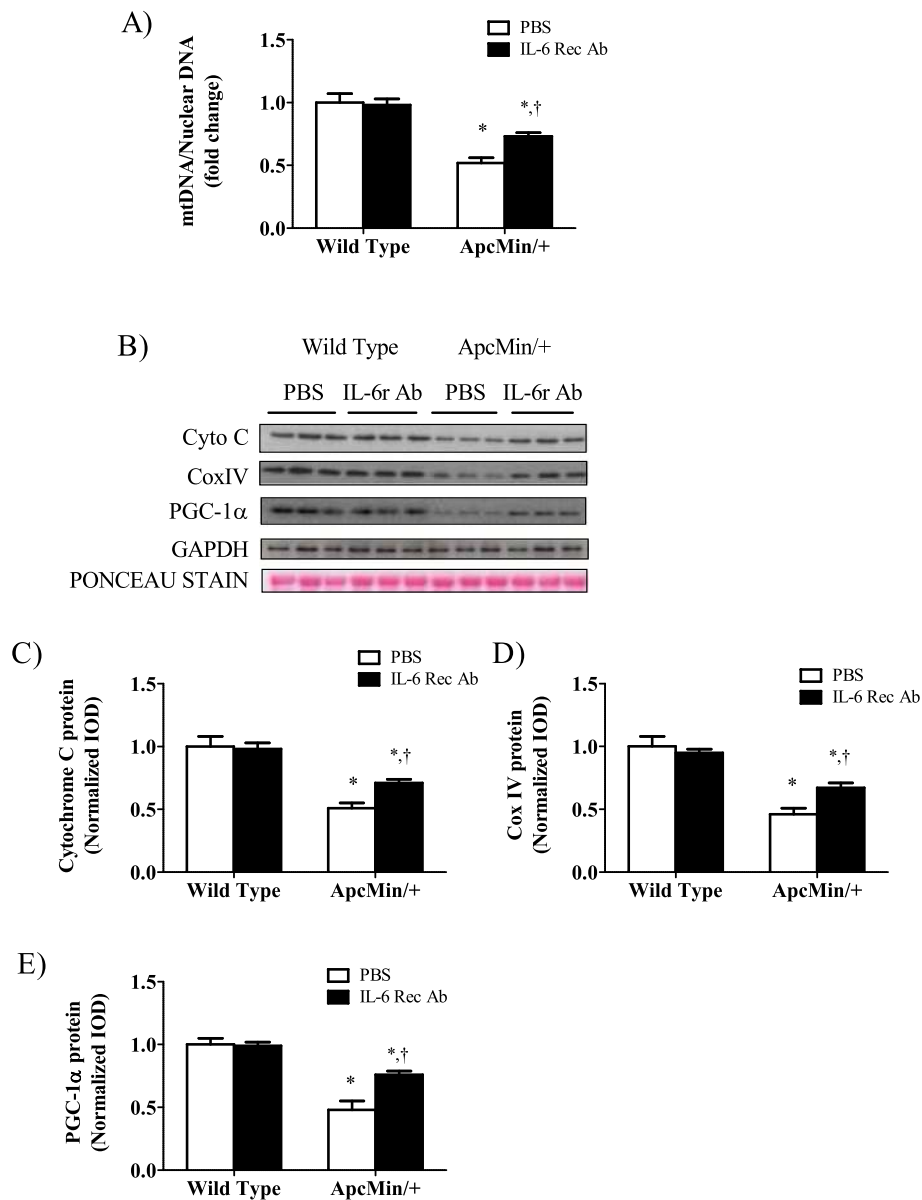 A)
PBS
IL-6 Rec Ab
mtDNA/Nuclear DNA
(fold change)
1.5
1.0
0.5
0.0
*
*,†
Wild Type
ApcMin/+
B)
Wild Type ApcMin/+
PBS IL-6r Ab PBS IL-6r Ab
Cyto C
CoxIV
PGC-1α
GAPDH
PONCEAU STAIN
C)
PBS
IL-6 Rec Ab
Cytochrome C protein
(Normalized IOD)
1.5
1.0
0.5
0.0
*
*,†
Wild Type
ApcMin/+
D)
PBS
IL-6 Rec Ab
Cox IV protein
(Normalized IOD)
1.5
1.0
0.5
0.0
*
*,†
Wild Type
ApcMin/+
E)
PBS
IL-6 Rec Ab
PGC-1α protein
(Normalized IOD)
1.5
1.0
0.5
0.0
*
*,†
Wild Type
ApcMin/+